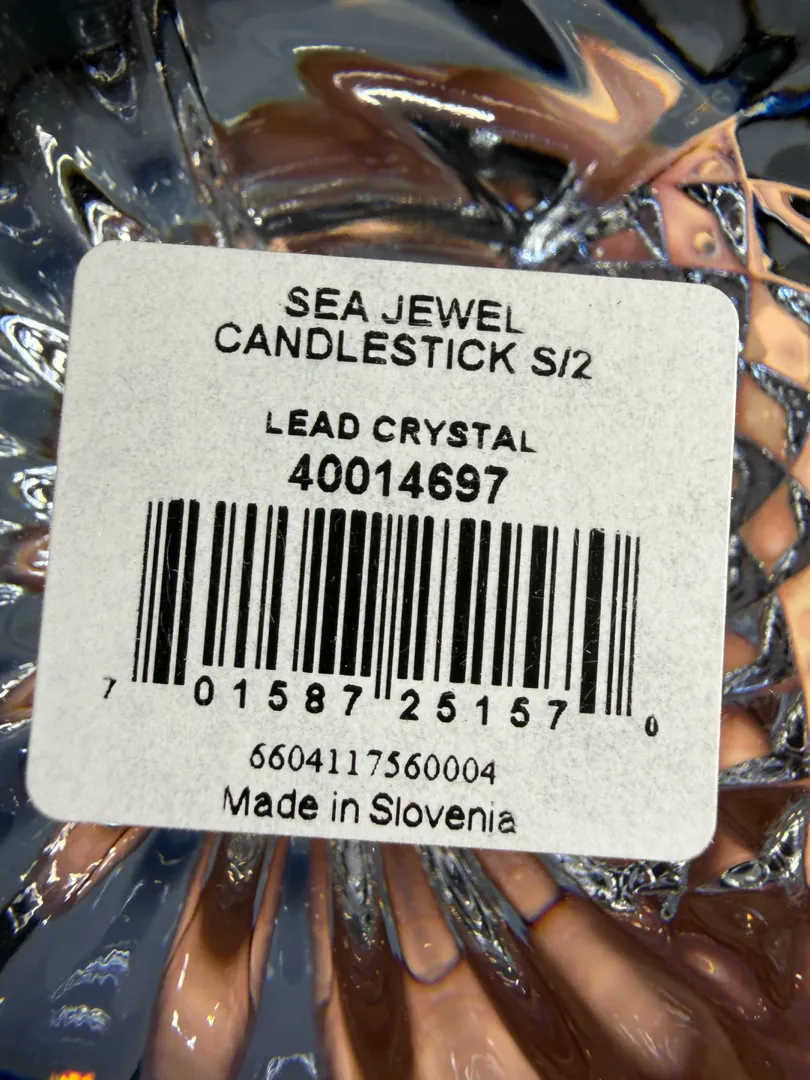 SEA JEWEL
CANDLESTICK S/2
LEAD CRYSTAL
40014697
7 01587 25157 0
6604117560004
Made in Slovenia